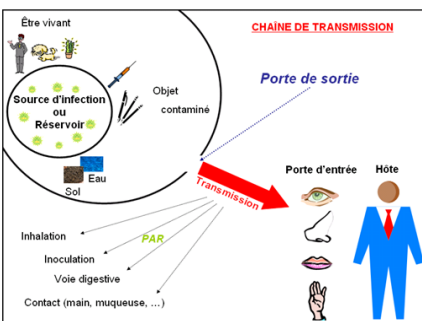 CHAÎNE DE TRANSMISSION
Être vivant
Porte de sortie
Source d'infection
ou
Réservoir
Objet
contaminé
Eau
Sol
Transmission
Porte d'entrée
Hôte
PAR
Inhalation
Inoculation
Voie digestive
Contact (main, muqueuse, ...)